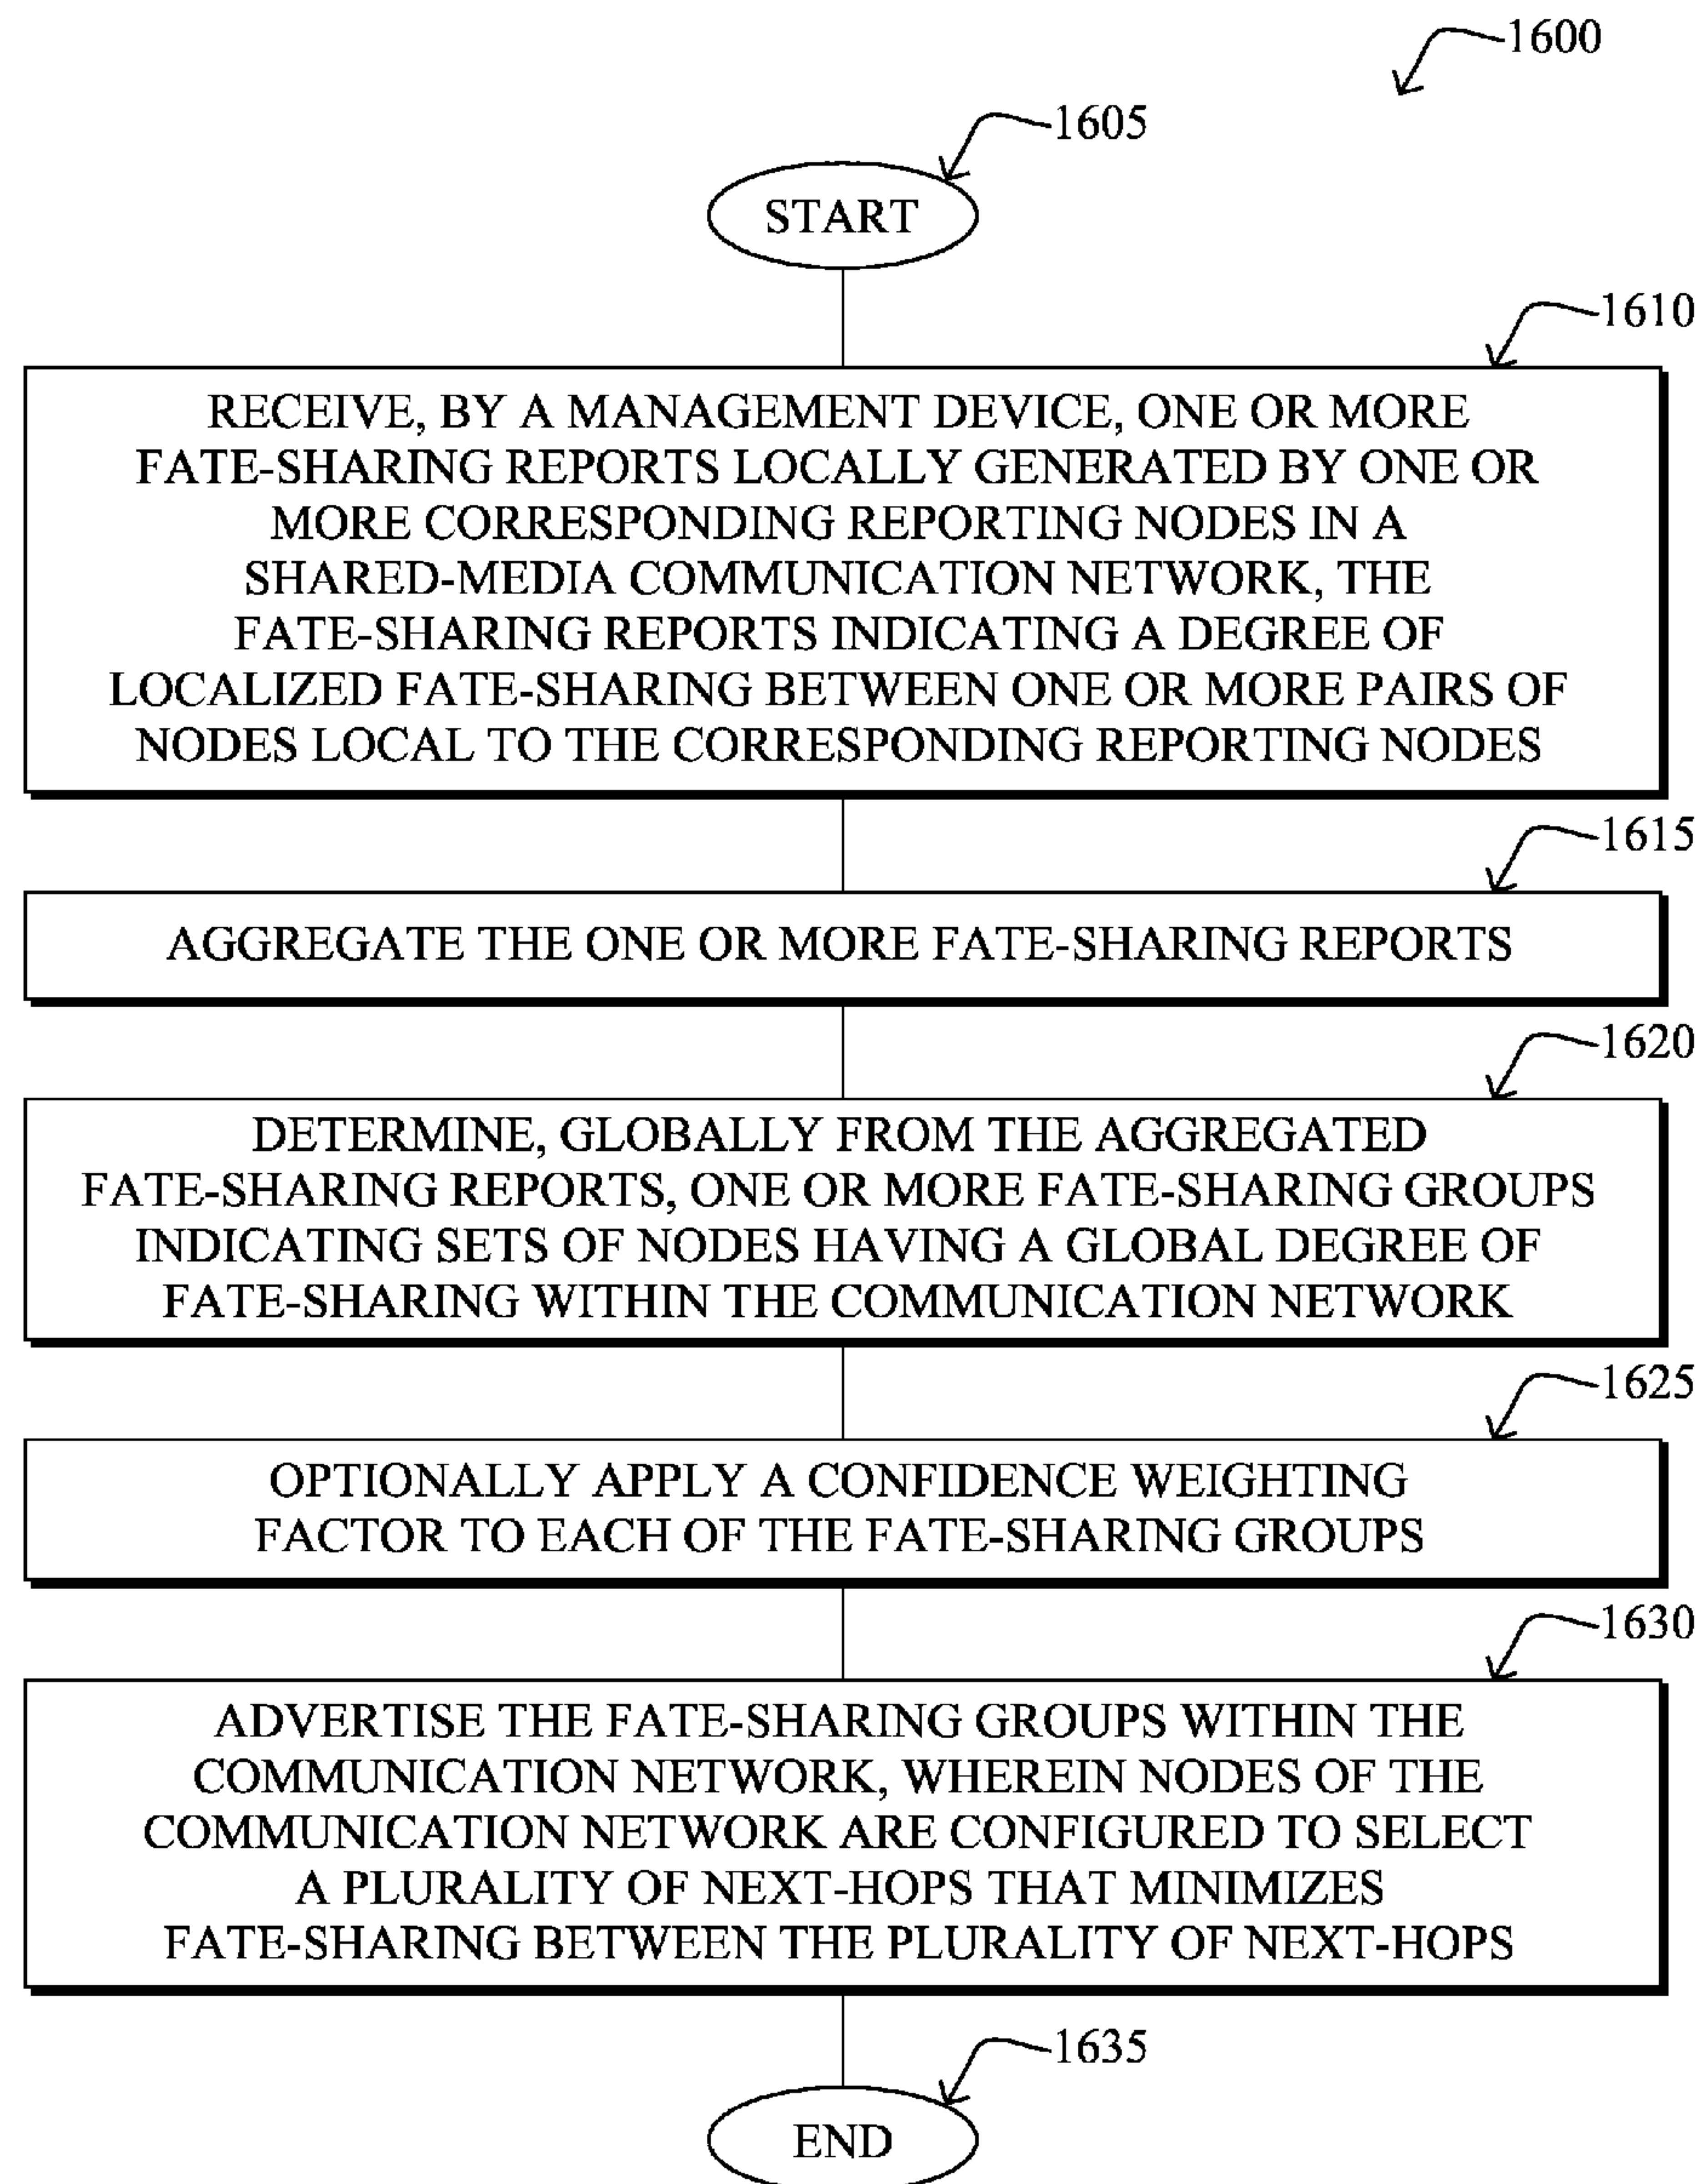 1600
1605
START
1610
RECEIVE, BY A MANAGEMENT DEVICE, ONE OR MORE
FATE-SHARING REPORTS LOCALLY GENERATED BY ONE OR
MORE CORRESPONDING REPORTING NODES IN A
SHARED-MEDIA COMMUNICATION NETWORK, THE
FATE-SHARING REPORTS INDICATING A DEGREE OF
LOCALIZED FATE-SHARING BETWEEN ONE OR MORE PAIRS OF
NODES LOCAL TO THE CORRESPONDING REPORTING NODES
1615
AGGREGATE THE ONE OR MORE FATE-SHARING REPORTS
1620
DETERMINE, GLOBALLY FROM THE AGGREGATED
FATE-SHARING REPORTS, ONE OR MORE FATE-SHARING GROUPS
INDICATING SETS OF NODES HAVING A GLOBAL DEGREE OF
FATE-SHARING WITHIN THE COMMUNICATION NETWORK
1625
OPTIONALLY APPLY A CONFIDENCE WEIGHTING
FACTOR TO EACH OF THE FATE-SHARING GROUPS
1630
ADVERTISE THE FATE-SHARING GROUPS WITHIN THE
COMMUNICATION NETWORK, WHEREIN NODES OF THE
COMMUNICATION NETWORK ARE CONFIGURED TO SELECT
A PLURALITY OF NEXT-HOPS THAT MINIMIZES
FATE-SHARING BETWEEN THE PLURALITY OF NEXT-HOPS
1635
END